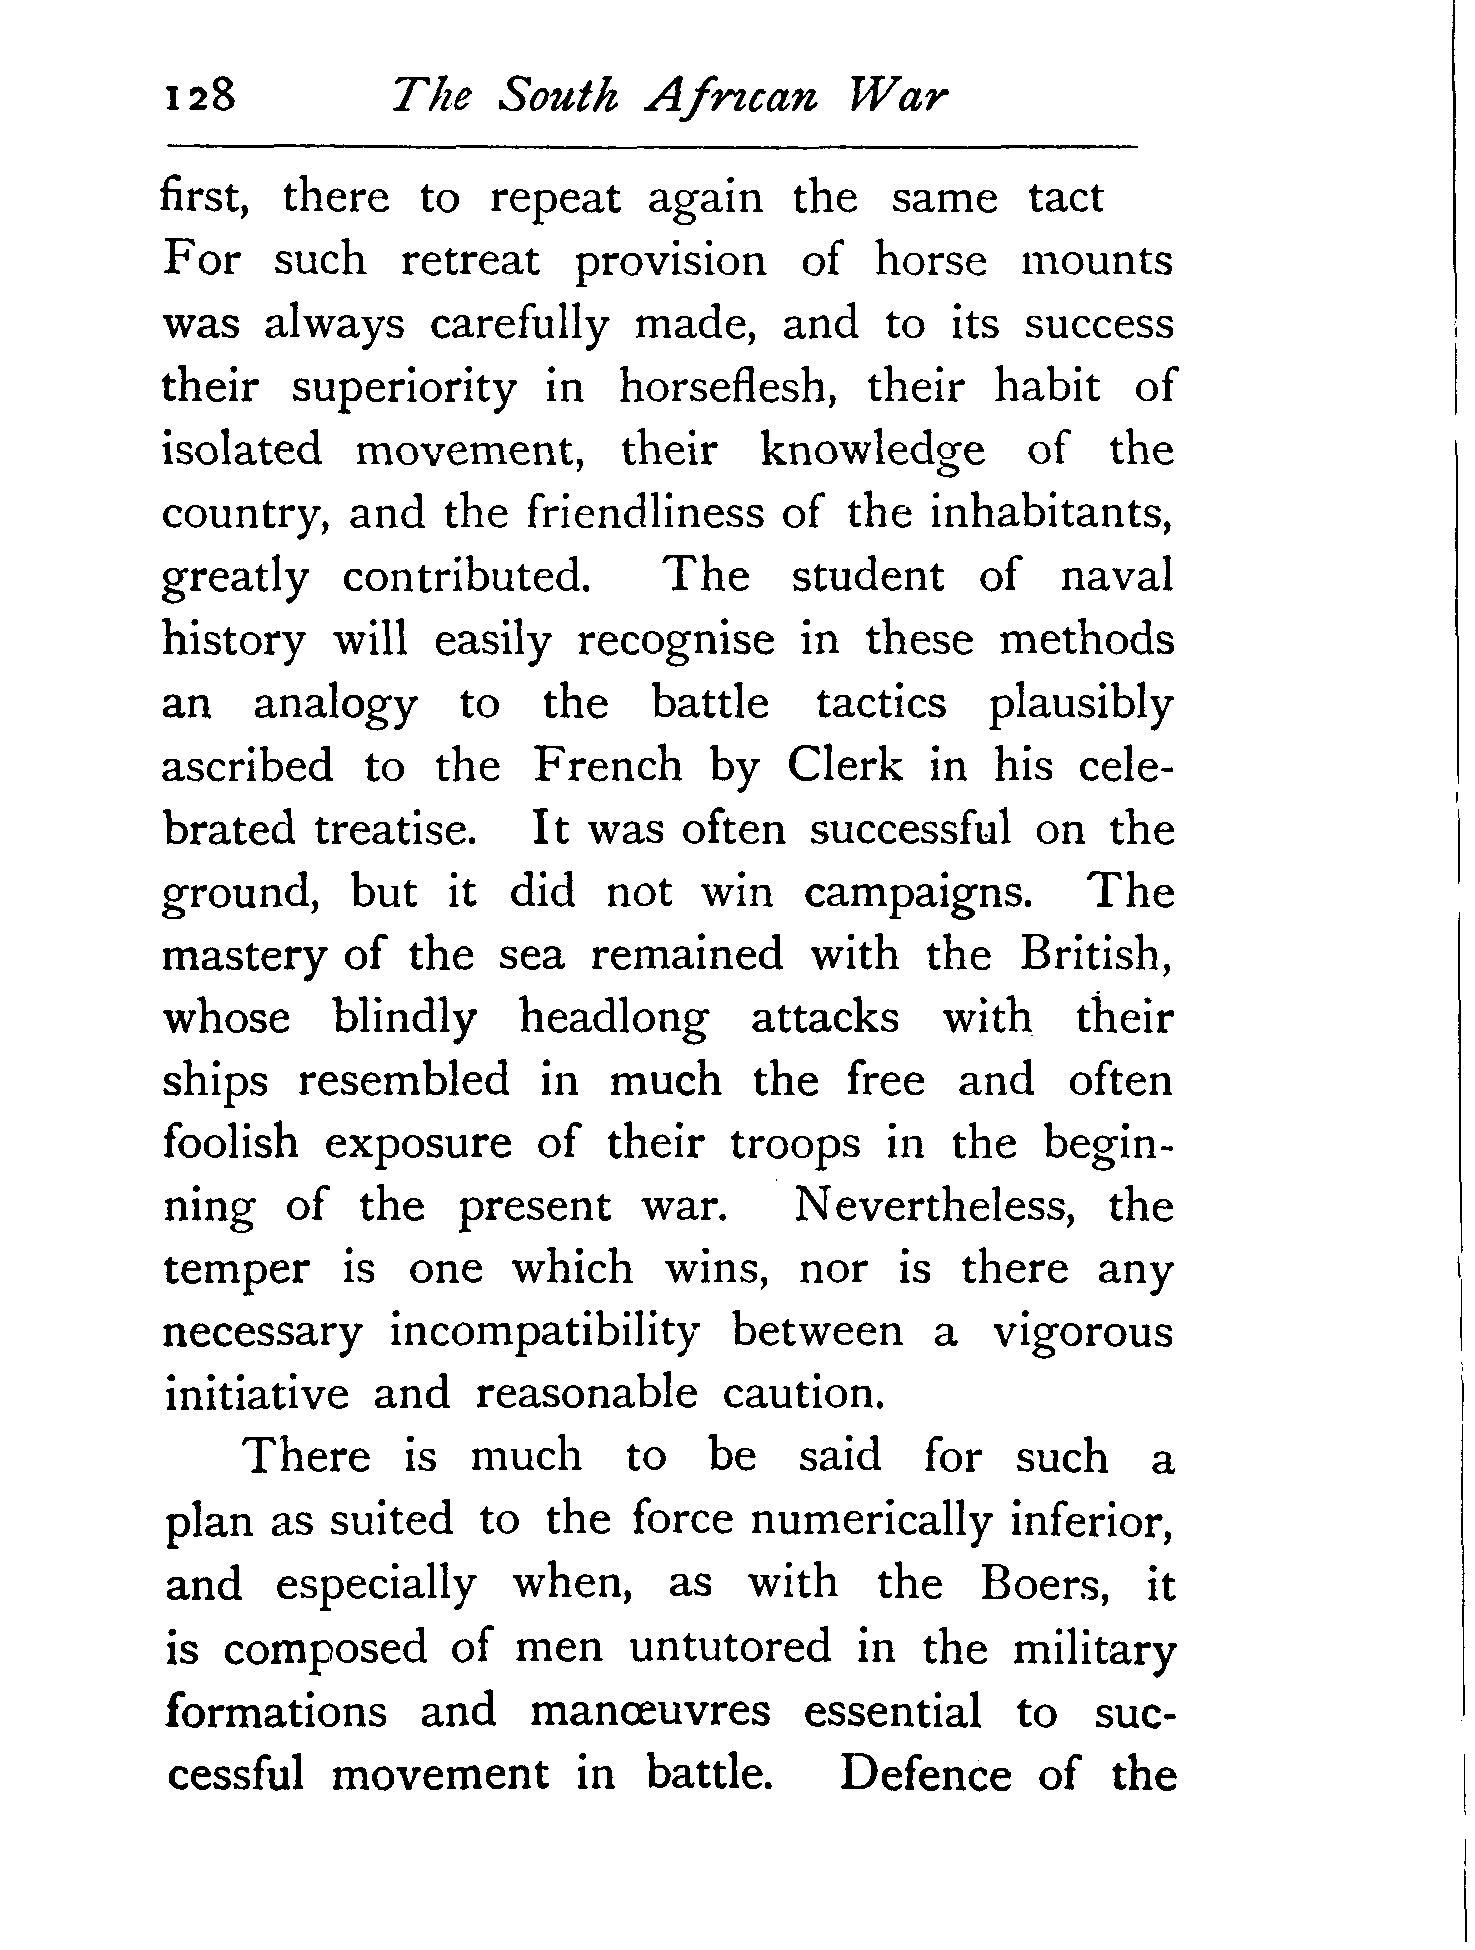 128 The South African War
first, there to repeat again the same tact
For such retreat provision of horse mounts
was always carefully made, and to its success
their superiority in horseflesh, their habit of
isolated movement, their knowledge of the
country, and the friendliness of the inhabitants,
greatly contributed. The student of naval
history will easily recognise in these methods
an analogy to the battle tactics plausibly
ascribed to the French by Clerk in his cele-
brated treatise. It was often successful on the
ground, but it did not win campaigns. The
mastery of the sea remained with the British,
whose blindly headlong attacks with their
ships resembled in much the free and often
foolish exposure of their troops in the begin-
ning of the present war. Nevertheless, the
temper is one which wins, nor is there any
necessary incompatibility between a vigorous
initiative and reasonable caution.
There is much to be said for such a
plan as suited to the force numerically inferior,
and especially when, as with the Boers, it
is composed of men untutored in the military
formations and manœuvres essential to suc-
cessful movement in battle. Defence of the